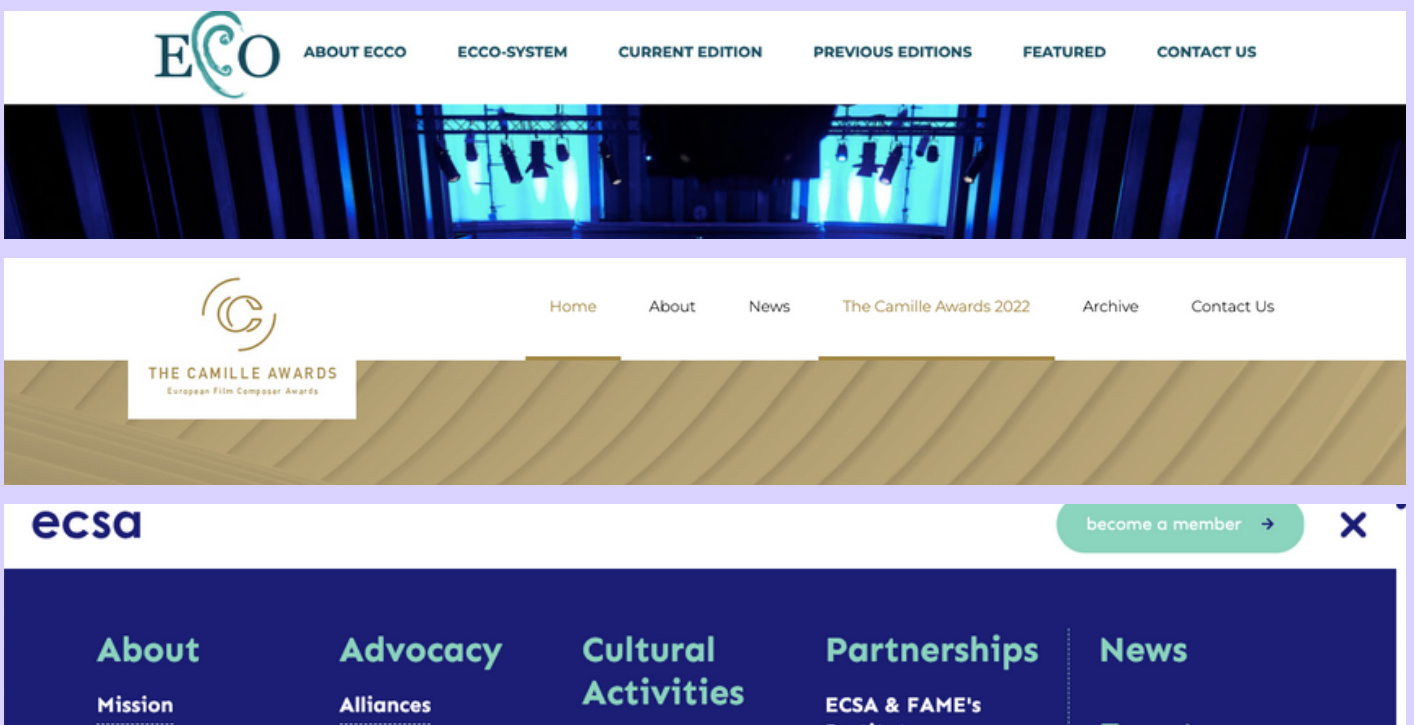 ECCO
ABOUT ECCO ECCO-SYSTEM CURRENT EDITION PREVIOUS EDITIONS FEATURED CONTACT US
Home About News The Camille Awards 2022 Archive Contact Us
THE CAMILLE AWARDS
European Film Composer Awards
ecsa
become a member →
About Advocacy Cultural Activities Partnerships News
Mission Alliances ECSA & FAME's